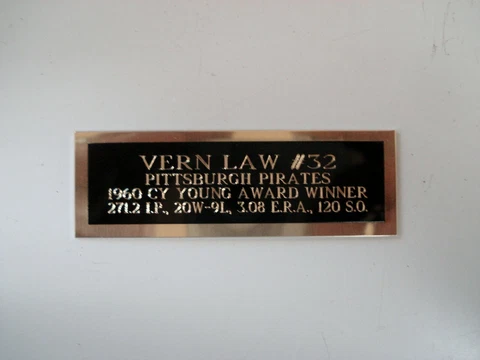 VERN LAW #32
PITTSBURGH PIRATES
1960 CY YOUNG AWARD WINNER
271.2 I.P., 20W-9L, 3.08 E.R.A., 120 S.O.